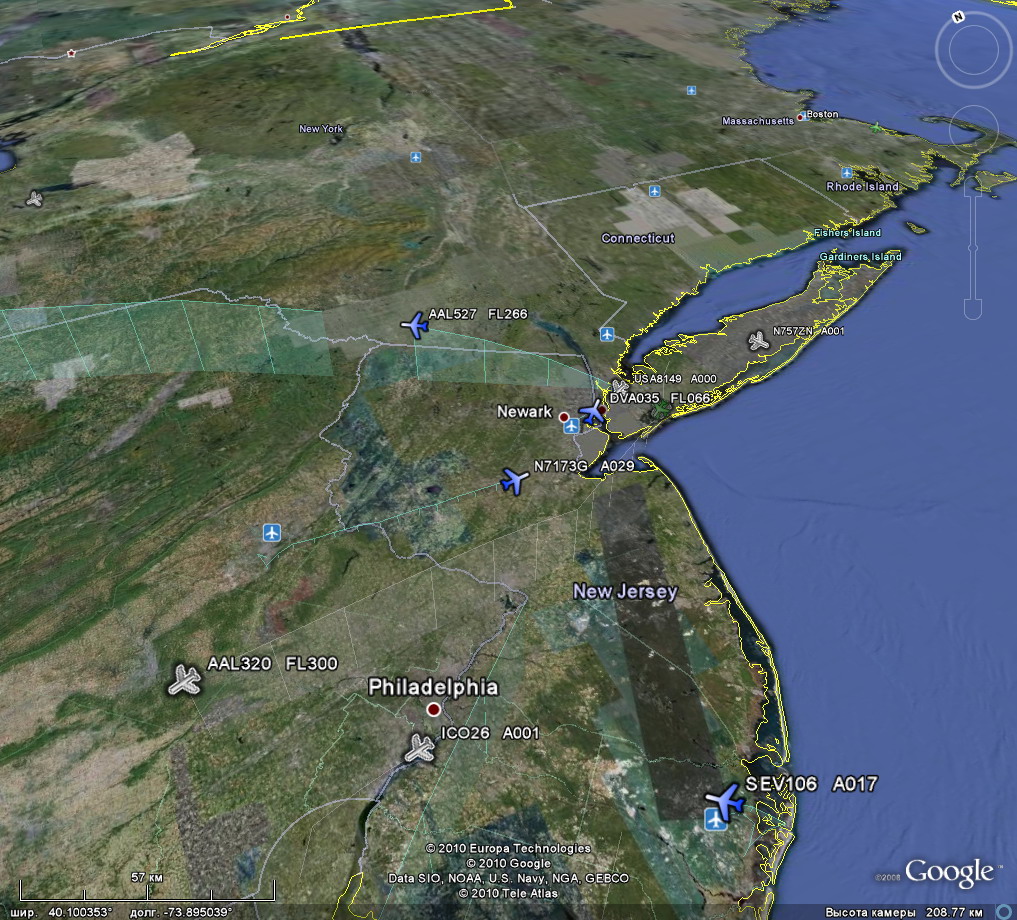 N
New York
Massachusetts
Boston
Rhode Island
Connecticut
Fishers Island
Gardiners Island
AAL527 FL266
N757ZN A001
USA8149 A000
DVA035 FL066
Newark
N7173G A029
New Jersey
AAL320 FL300
Philadelphia
ICO26 A001
SEV106 A017
© 2010 Europa Technologies
© 2010 Google
Data SIO, NOAA, U.S. Navy, NGA, GEBCO
© 2010 Tele Atlas
57 км
©2008 Google™
шир. 40.100353° долг. -73.895039°
Высота камеры 208.77 км